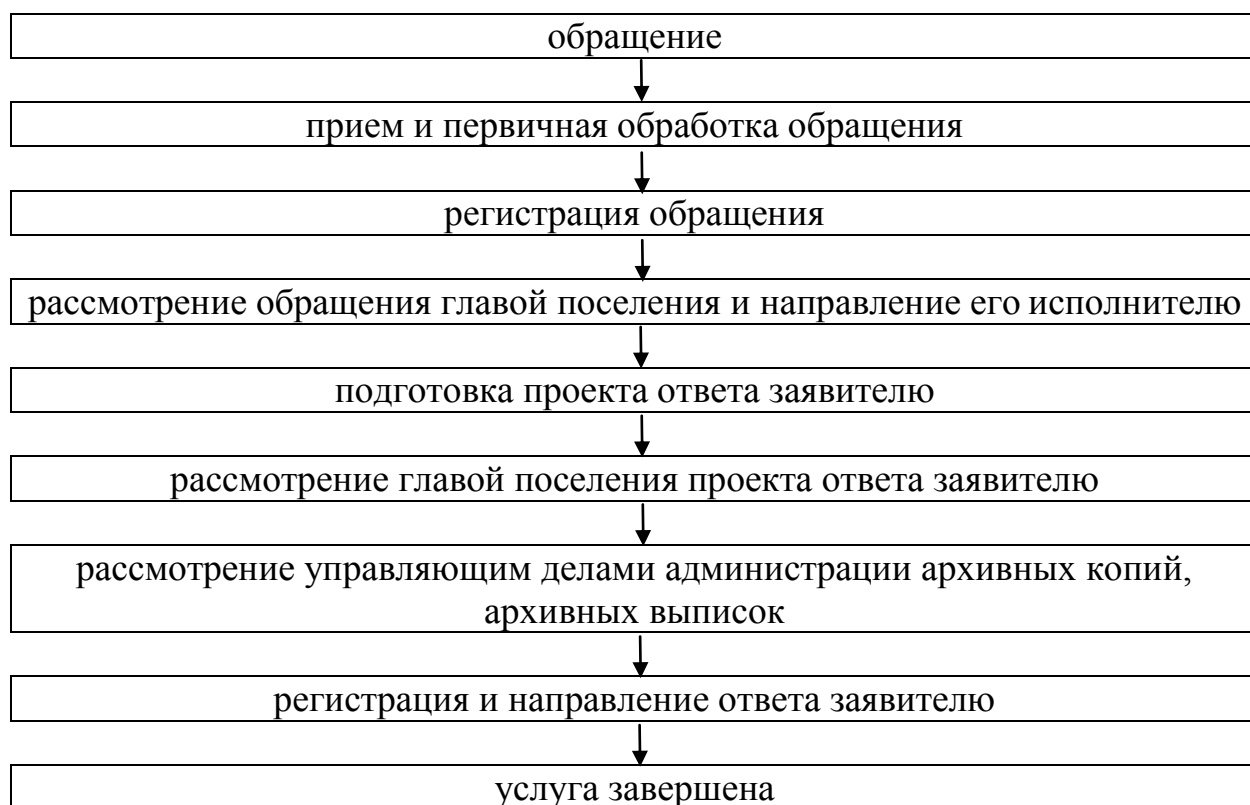 обращение
прием и первичная обработка обращения
регистрация обращения
рассмотрение обращения главой поселения и направление его исполнителю
подготовка проекта ответа заявителю
рассмотрение главой поселения проекта ответа заявителю
рассмотрение управляющим делами администрации архивных копий,
архивных выписок
регистрация и направление ответа заявителю
услуга завершена